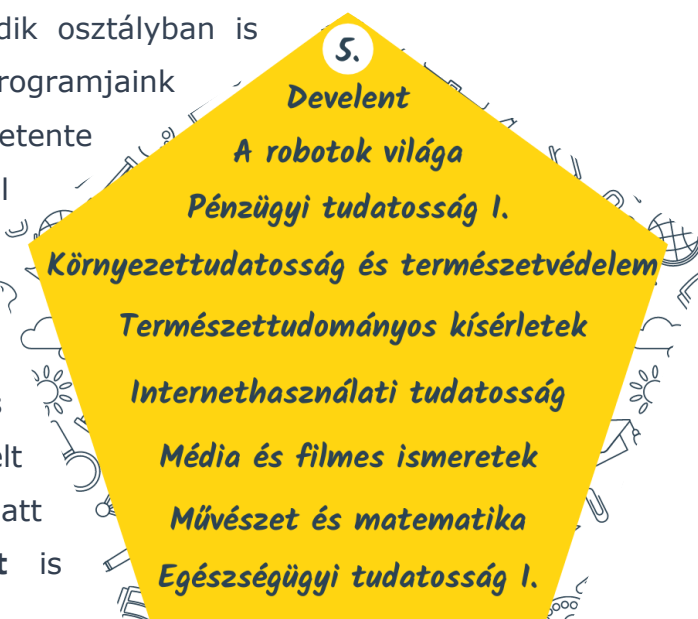 dik osztályban is
rogramjaink
etente
l
s
elt
att
t is
5.
Develent
A robotok világa
Pénzügyi tudatosság I.
Környezettudatosság és természetvédelem
Természettudományos kísérletek
Internethasználati tudatosság
Média és filmes ismeretek
Művészet és matematika
Egészségügyi tudatosság I.